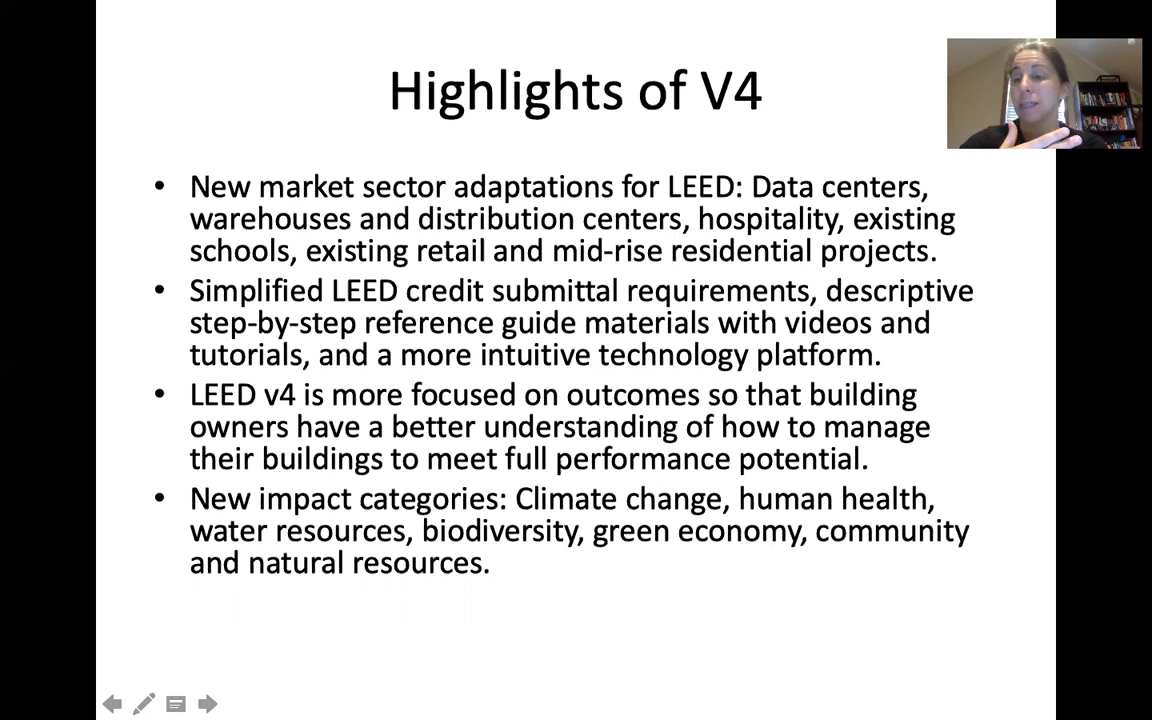 Highlights of V4
• New market sector adaptations for LEED: Data centers,
warehouses and distribution centers, hospitality, existing
schools, existing retail and mid-rise residential projects.
• Simplified LEED credit submittal requirements, descriptive
step-by-step reference guide materials with videos and
tutorials, and a more intuitive technology platform.
• LEED v4 is more focused on outcomes so that building
owners have a better understanding of how to manage
their buildings to meet full performance potential.
• New impact categories: Climate change, human health,
water resources, biodiversity, green economy, community
and natural resources.